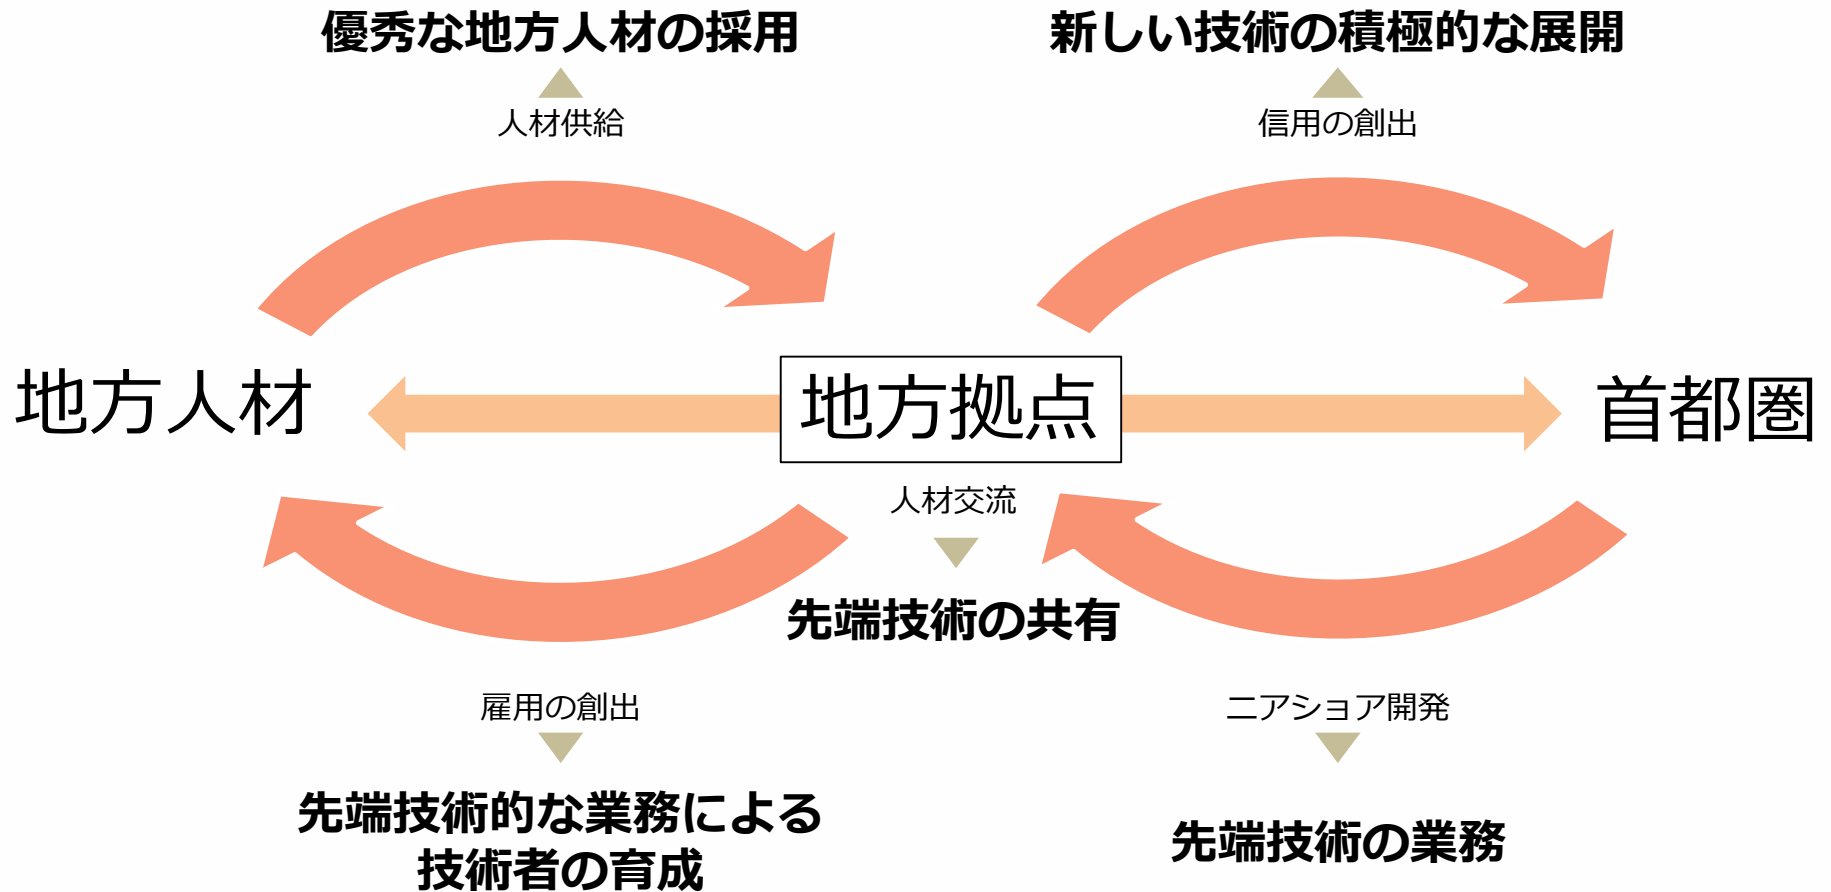 優秀な地方人材の採用
新しい技術の積極的な展開
人材供給
信用の創出
地方人材
地方拠点
首都圏
人材交流
先端技術の共有
雇用の創出
ニアショア開発
先端技術的な業務による
技術者の育成
先端技術の業務